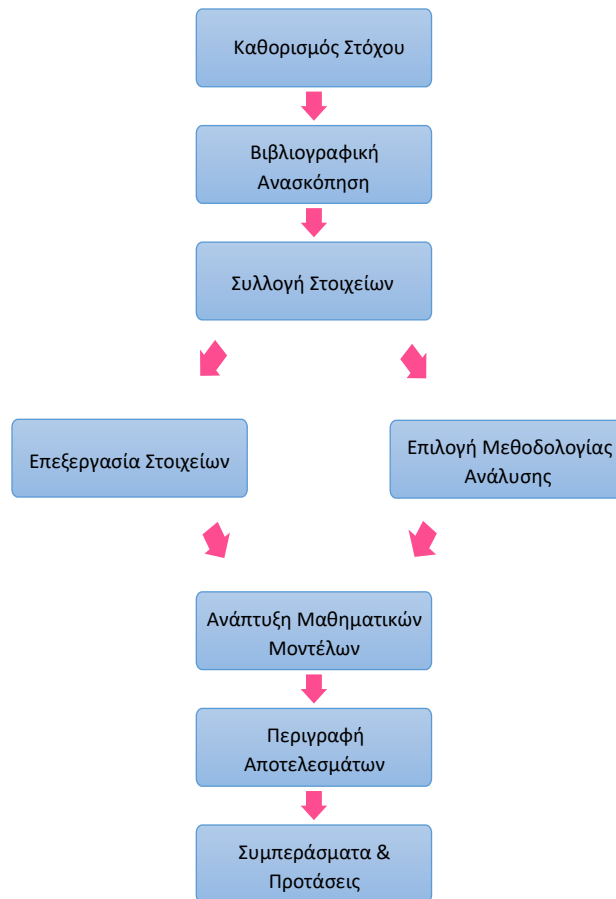 Καθορισμός Στόχου
Βιβλιογραφική
Ανασκόπηση
Συλλογή Στοιχείων
Επεξεργασία Στοιχείων
Επιλογή Μεθοδολογίας
Ανάλυσης
Ανάπτυξη Μαθηματικών
Μοντέλων
Περιγραφή
Αποτελεσμάτων
Συμπεράσματα &
Προτάσεις